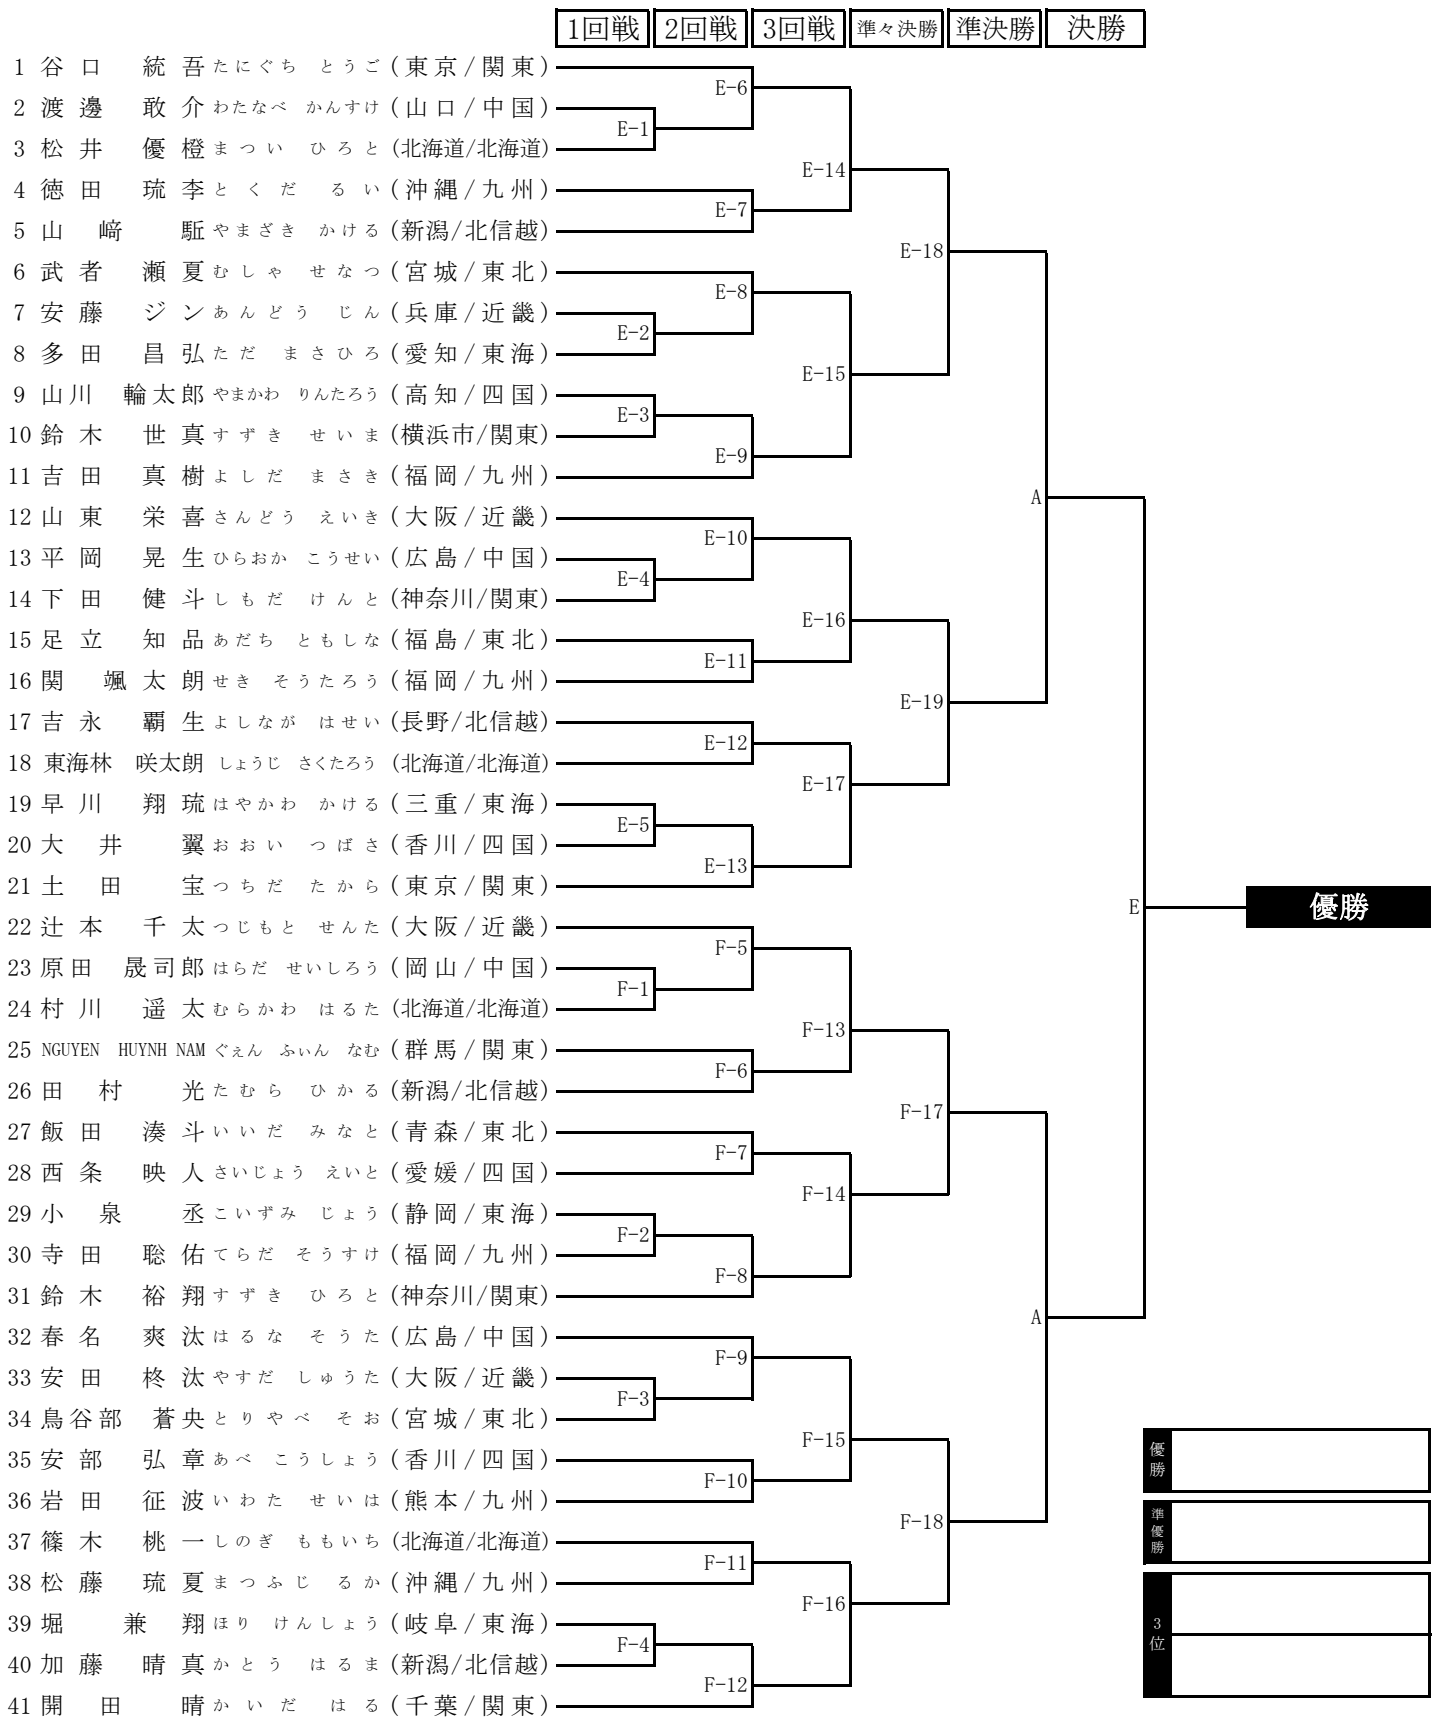 1回戦 2回戦 3回戦 準々決勝 準決勝 決勝
1 谷口 統吾 たにぐち とうご (東京/関東)
E-6
2 渡邊 敢介 わたなべ かんすけ (山口/中国)
E-1
3 松井 優橙 まつい ひろと (北海道/北海道)
E-14
4 徳田 琉李 とくだ るい (沖縄/九州)
E-7
5 山﨑 駈 やまざき かける (新潟/北信越)
E-18
6 武者 瀬夏 むしゃ せなつ (宮城/東北)
E-8
7 安藤 ジン あんどう じん (兵庫/近畿)
E-2
8 多田 昌弘 ただ まさひろ (愛知/東海)
E-15
9 山川 輪太郎 やまかわ りんたろう (高知/四国)
E-3
10 鈴木 世真 すずき せいま (横浜市/関東)
E-9
11 吉田 真樹 よしだ まさき (福岡/九州)
A
12 山東 栄喜 さんどう えいき (大阪/近畿)
E-10
13 平岡 晃生 ひらおか こうせい (広島/中国)
E-4
14 下田 健斗 しもだ けんと (神奈川/関東)
E-16
15 足立 知品 あだち ともしな (福島/東北)
E-11
16 関 颯太朗 せき そうたろう (福岡/九州)
E-19
17 吉永 覇生 よしなが はせい (長野/北信越)
E-12
18 東海林 咲太朗 しょうじ さくたろう (北海道/北海道)
E-17
19 早川 翔琉 はやかわ かける (三重/東海)
E-5
20 大井 翼 おおい つばさ (香川/四国)
E-13
21 土田 宝 つちだ たから (東京/関東)
E 優勝
22 辻本 千太 つじもと せんた (大阪/近畿)
F-5
23 原田 晟司郎 はらだ せいしろう (岡山/中国)
F-1
24 村川 遥太 むらかわ はるた (北海道/北海道)
F-13
25 NGUYEN HUYNH NAM ぐぇん ふぃん なむ (群馬/関東)
F-6
26 田村 光 たむら ひかる (新潟/北信越)
F-17
27 飯田 湊斗 いいだ みなと (青森/東北)
F-7
28 西条 映人 さいじょう えいと (愛媛/四国)
F-14
29 小泉 丞 こいずみ じょう (静岡/東海)
F-2
30 寺田 聡佑 てらだ そうすけ (福岡/九州)
F-8
31 鈴木 裕翔 すずき ひろと (神奈川/関東)
A
32 春名 爽汰 はるな そうた (広島/中国)
F-9
33 安田 柊汰 やすだ しゅうた (大阪/近畿)
F-3
34 鳥谷部 蒼央 とりやべ そお (宮城/東北)
F-15
35 安部 弘章 あべ こうしょう (香川/四国)
F-10
36 岩田 征波 いわた せいは (熊本/九州)
F-18
37 篠木 桃一 しのぎ ももいち (北海道/北海道)
F-11
38 松藤 琉夏 まつふじ るか (沖縄/九州)
F-16
39 堀 兼翔 ほり けんしょう (岐阜/東海)
F-4
40 加藤 晴真 かとう はるま (新潟/北信越)
F-12
41 開田 晴 かいだ はる (千葉/関東)
優勝
準優勝
3位